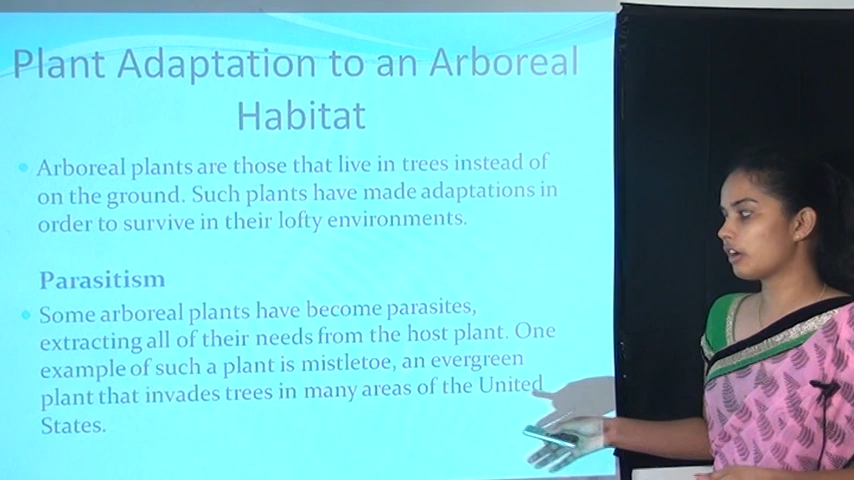 Plant Adaptation to an Arboreal
Habitat
Arboreal plants are those that live in trees instead of
on the ground. Such plants have made adaptations in
order to survive in their lofty environments.
Parasitism
Some arboreal plants have become parasites,
extracting all of their needs from the host plant. One
example of such a plant is mistletoe, an evergreen
plant that invades trees in many areas of the United
States.